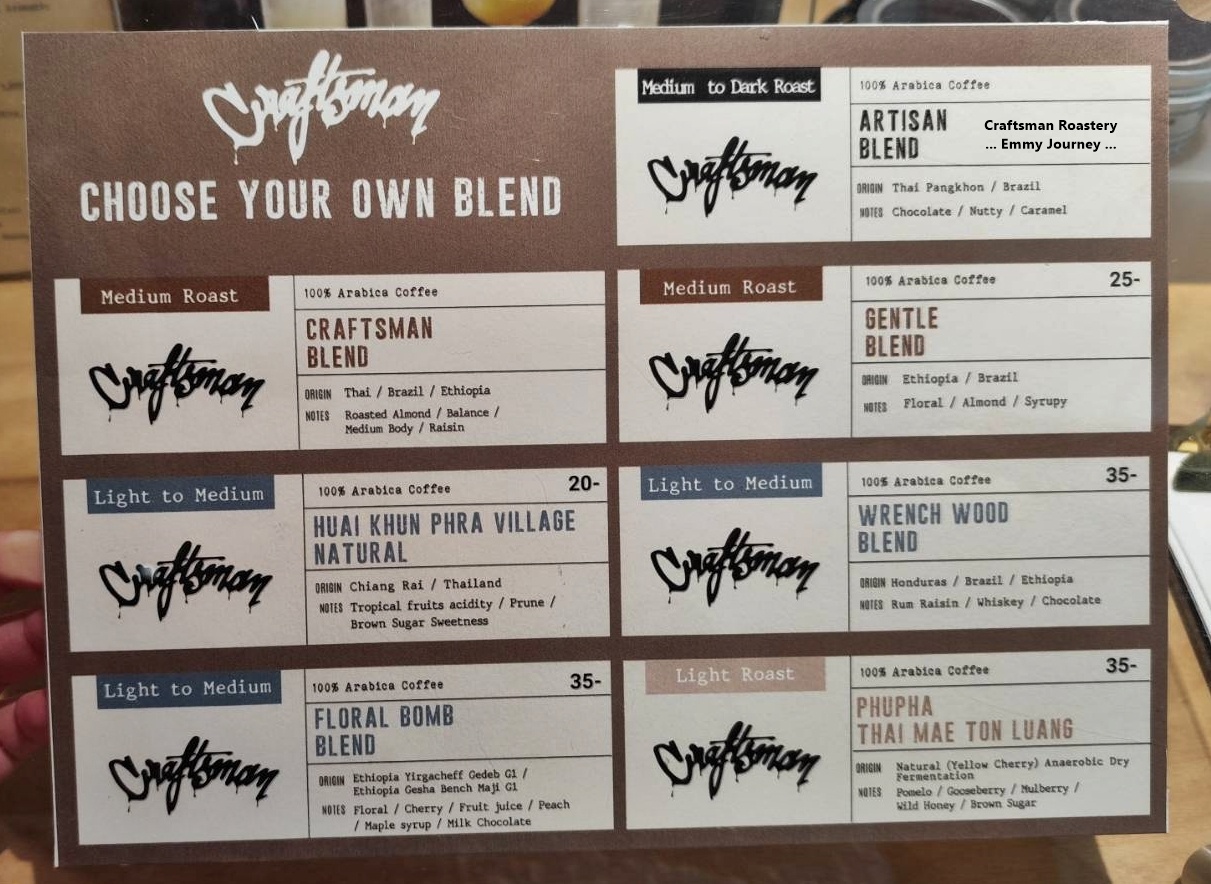 Craftsman
CHOOSE YOUR OWN BLEND
Medium to Dark Roast
Craftsman
100% Arabica Coffee
ARTISAN
BLEND
Craftsman Roastery
... Emmy Journey ...
ORIGIN Thai Pangkhon / Brazil
NOTES Chocolate / Nutty / Caramel
Medium Roast
Craftsman
100% Arabica Coffee
CRAFTSMAN
BLEND
ORIGIN Thai / Brazil / Ethiopia
NOTES Roasted Almond / Balance /
Medium Body / Raisin
Medium Roast
Craftsman
100% Arabica Coffee 25-
GENTLE
BLEND
ORIGIN Ethiopia / Brazil
NOTES Floral / Almond / Syrupy
Light to Medium
Craftsman
100% Arabica Coffee 20-
HUAI KHUN PHRA VILLAGE
NATURAL
ORIGIN Chiang Rai / Thailand
NOTES Tropical fruits acidity / Prune /
Brown Sugar Sweetness
Light to Medium
Craftsman
100% Arabica Coffee 35-
WRENCH WOOD
BLEND
ORIGIN Honduras / Brazil / Ethiopia
NOTES Rum Raisin / Whiskey / Chocolate
Light to Medium
Craftsman
100% Arabica Coffee 35-
FLORAL BOMB
BLEND
ORIGIN Ethiopia Yirgacheff Gedeb G1 /
Ethiopia Gesha Bench Maji G1
NOTES Floral / Cherry / Fruit juice / Peach
/ Maple syrup / Milk Chocolate
Light Roast
Craftsman
100% Arabica Coffee 35-
PHUPHA
THAI MAE TON LUANG
ORIGIN Natural (Yellow Cherry) Anaerobic Dry
Fermentation
NOTES Pomelo / Gooseberry / Mulberry /
Wild Honey / Brown Sugar